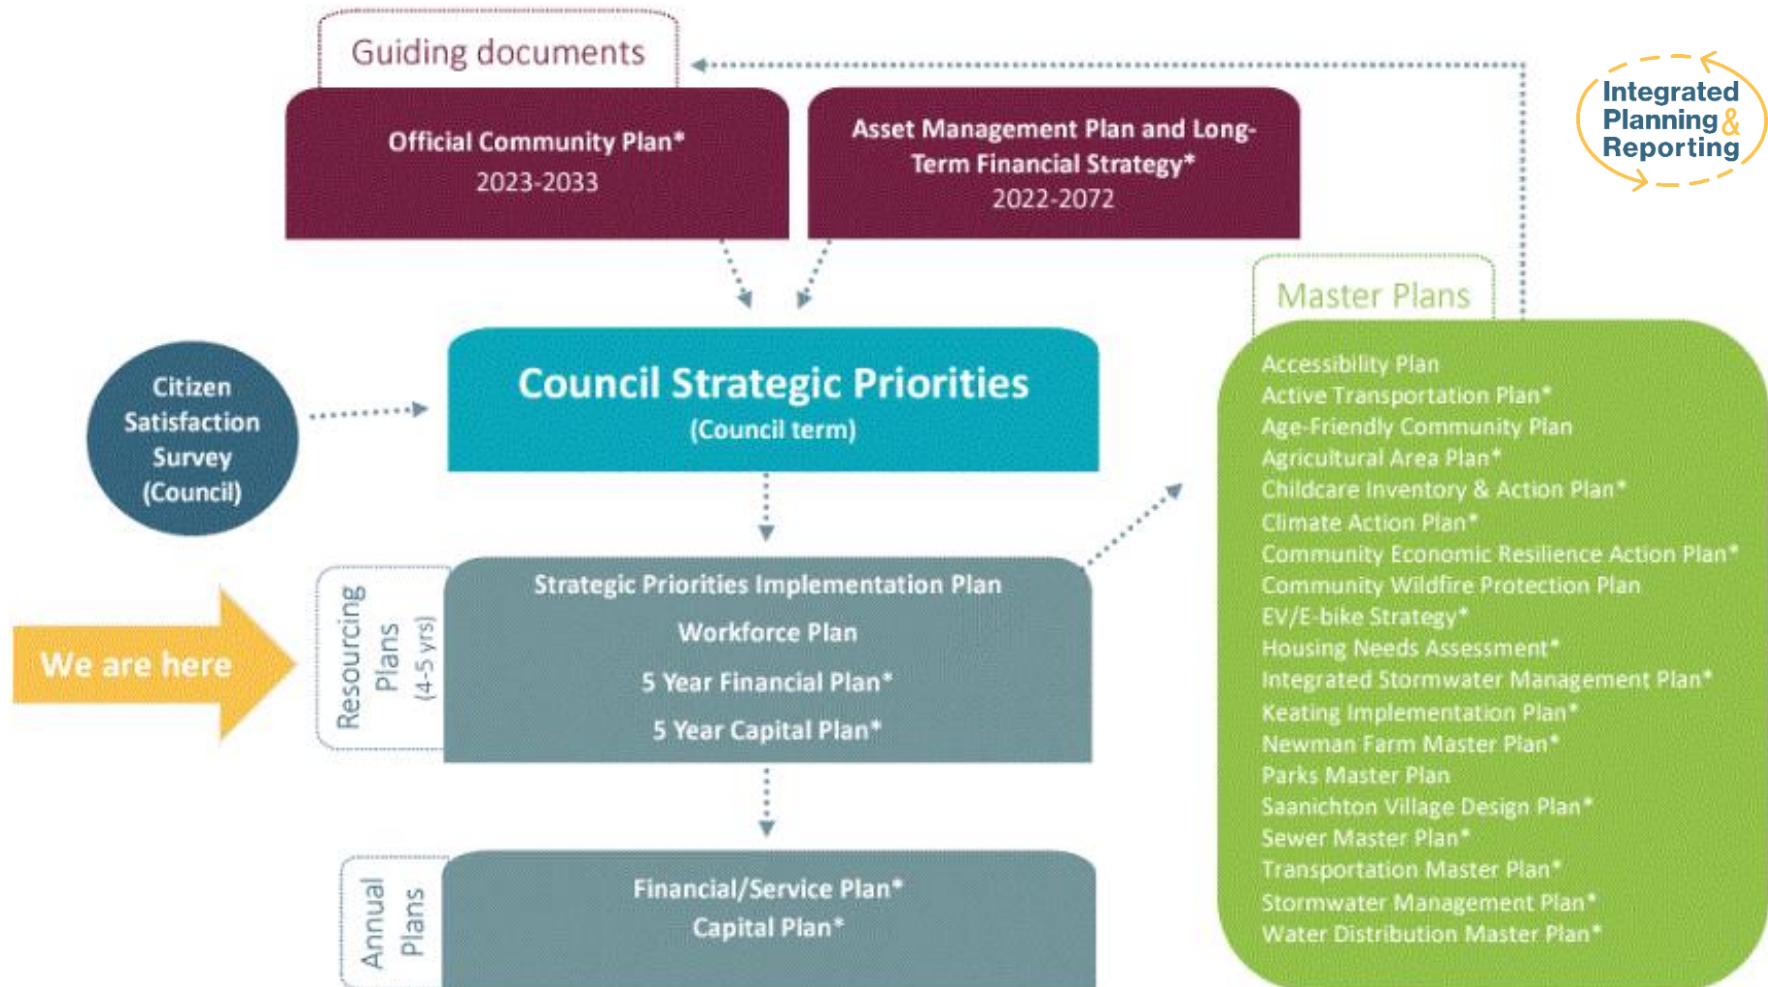 Guiding documents
Official Community Plan*
2023-2033
Asset Management Plan and Long-
Term Financial Strategy*
2022-2072
Integrated
Planning &
Reporting
Citizen
Satisfaction
Survey
(Council)
Council Strategic Priorities
(Council term)
We are here
Resourcing
Plans
(4-5 yrs)
Strategic Priorities Implementation Plan
Workforce Plan
5 Year Financial Plan*
5 Year Capital Plan*
Annual
Plans
Financial/Service Plan*
Capital Plan*
Master Plans
Accessibility Plan
Active Transportation Plan*
Age-Friendly Community Plan
Agricultural Area Plan*
Childcare Inventory & Action Plan*
Climate Action Plan*
Community Economic Resilience Action Plan*
Community Wildfire Protection Plan
EV/E-bike Strategy*
Housing Needs Assessment*
Integrated Stormwater Management Plan*
Keating Implementation Plan*
Newman Farm Master Plan*
Parks Master Plan
Saanichton Village Design Plan*
Sewer Master Plan*
Transportation Master Plan*
Stormwater Management Plan*
Water Distribution Master Plan*